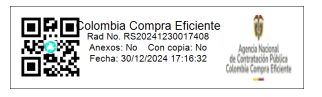 Colombia Compra Eficiente
Rad No. RS20241230017408
Anexos: No Con copia: No
Fecha: 30/12/2024 17:16:32
Agencia Nacional
de Contratación Pública
Colombia Compra Eficiente